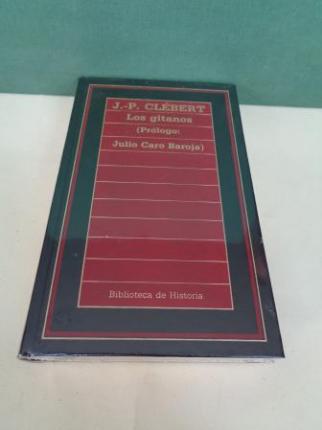 J.-P. CLÉBERT
Los gitanos
(Prólogo:
Julio Caro Baroja)
Biblioteca de Historia